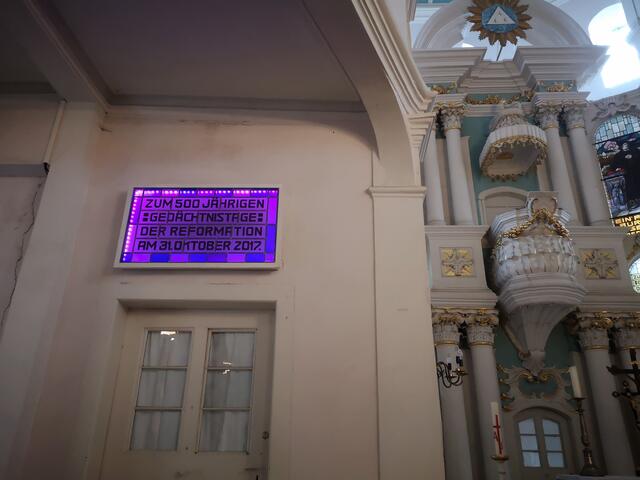 ZUM 500 JÄHRIGEN
:GEDÄCHTNISTAGE:
DER REFORMATION
AM 31.OKTOBER 2017.